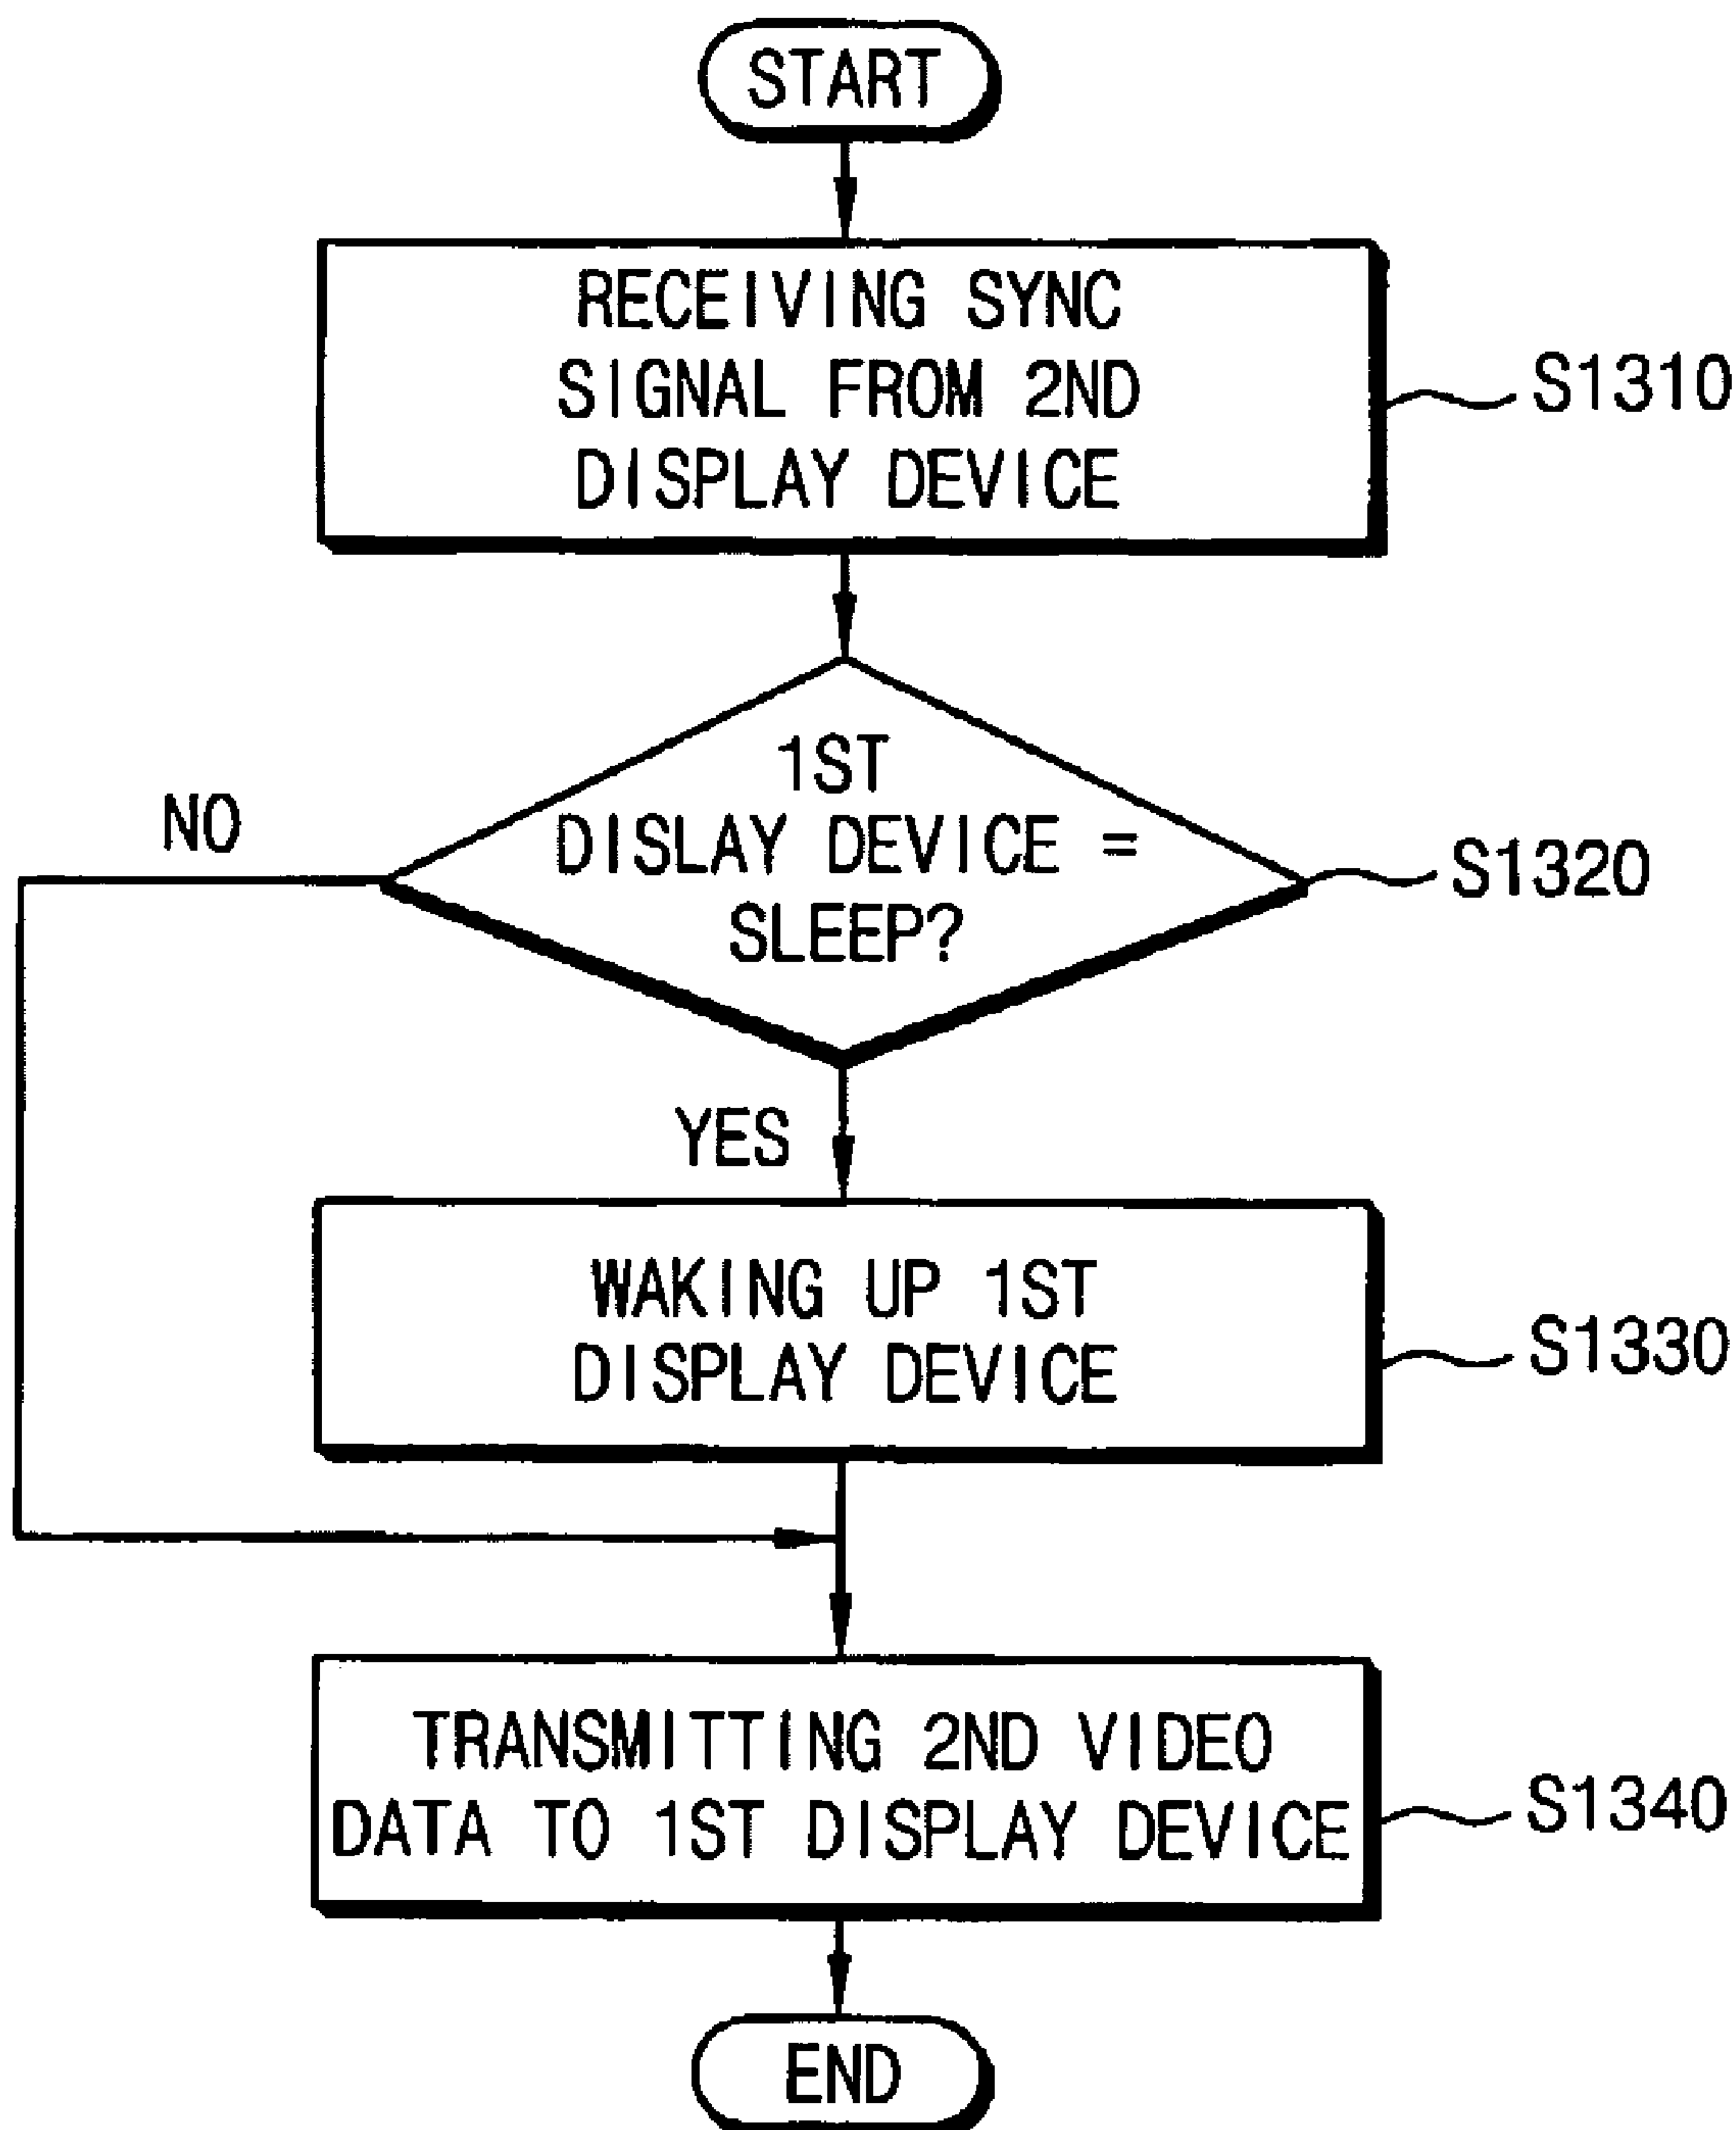 START
RECEIVING SYNC
SIGNAL FROM 2ND
DISPLAY DEVICE
S1310
1ST
DISLAY DEVICE =
SLEEP?
S1320
NO
YES
WAKING UP 1ST
DISPLAY DEVICE
S1330
TRANSMITTING 2ND VIDEO
DATA TO 1ST DISPLAY DEVICE
S1340
END